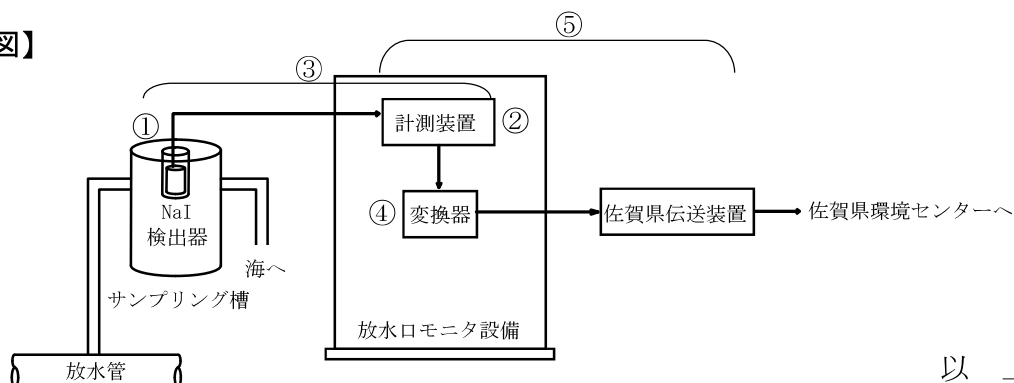 図】
⑤
③
①
計測装置
②
NaI
検出器
④
変換器
佐賀県伝送装置
佐賀県環境センターへ
海へ
サンプリング槽
放水口モニタ設備
放水管
以